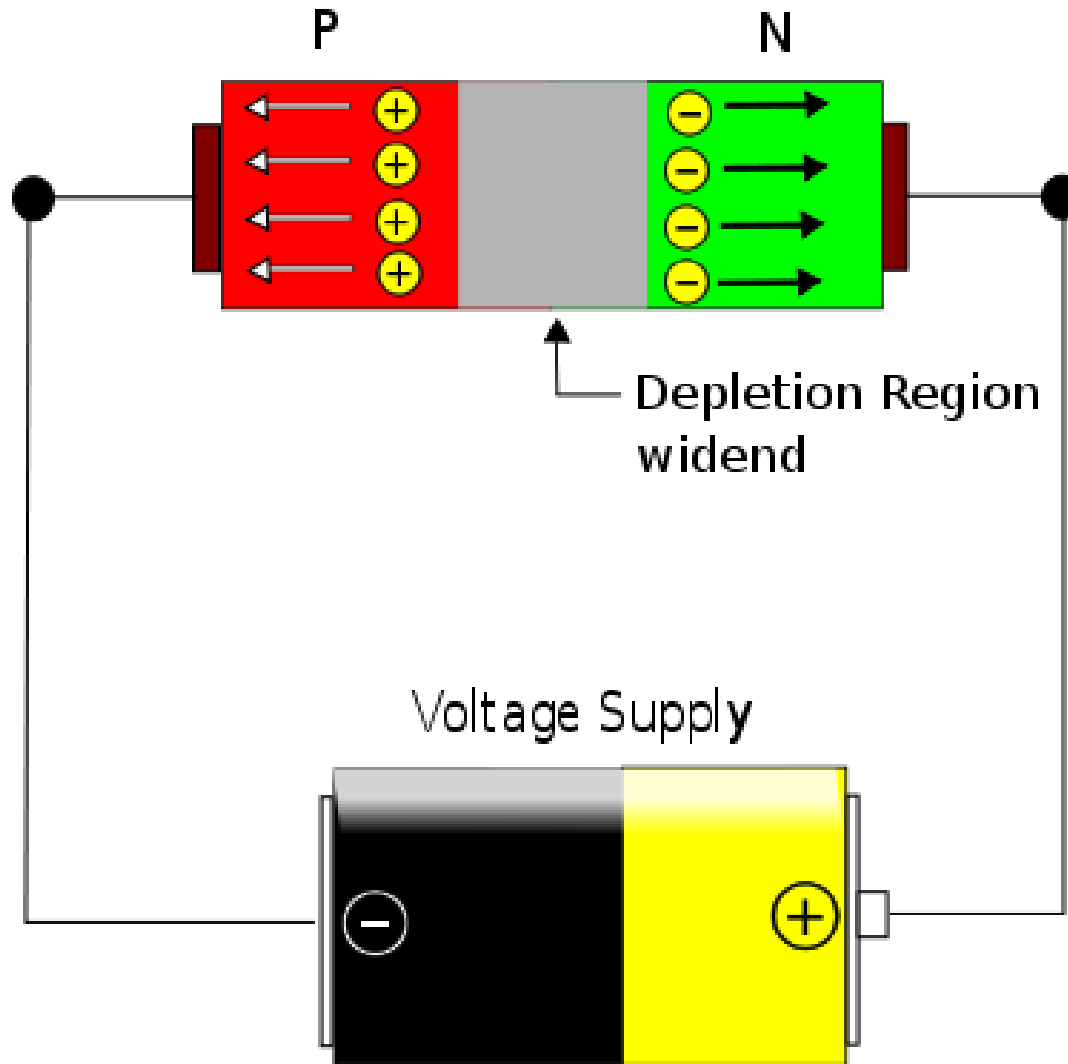 P N
+ -
+ -
+ -
+ -
Depletion Region
widend
Voltage Supply
- +